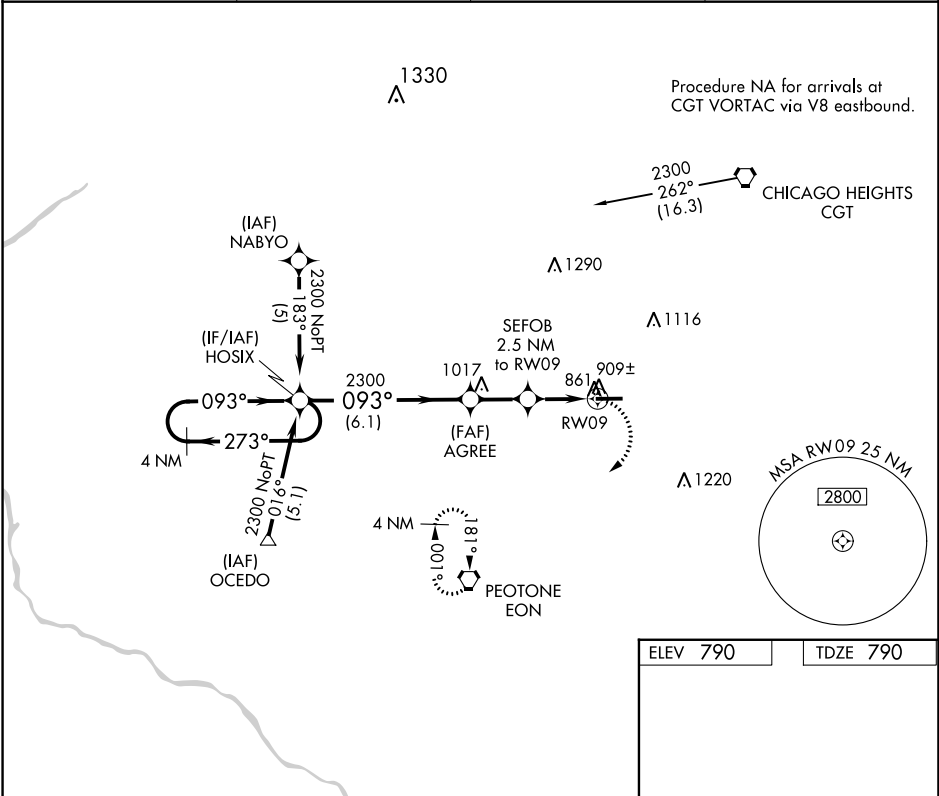 1330
Procedure NA for arrivals at
CGT VORTAC via V8 eastbound.
2300
262°
(16.3)
CHICAGO HEIGHTS
CGT
(IAF)
NABYO
2300 NoPT
183°
(5)
1290
1116
(IF/IAF)
HOSIX
SEFOB
2.5 NM
to RW09
093°
2300
093°
(6.1)
1017
861
909±
RW09
273°
4 NM
(FAF)
AGREE
2300 NoPT
016°
(5.1)
(IAF)
OCEDO
1220
4 NM
181°
001°
PEOTONE
EON
MSA RW09 25 NM
2800
ELEV 790
TDZE 790